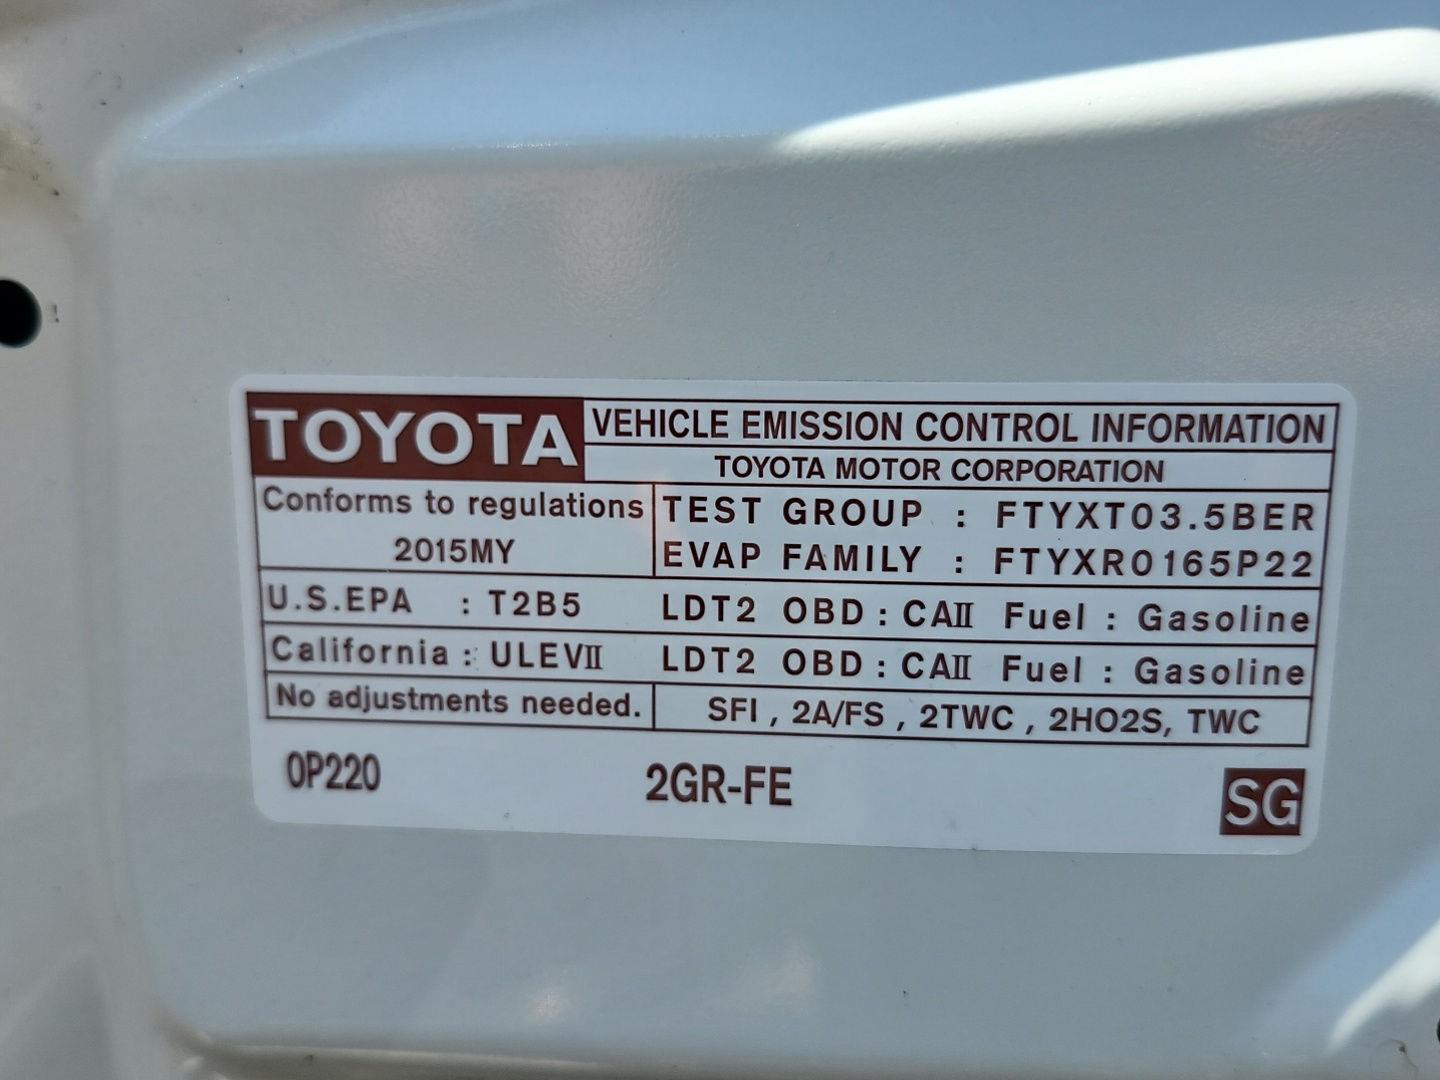 TOYOTA VEHICLE EMISSION CONTROL INFORMATION
TOYOTA MOTOR CORPORATION
Conforms to regulations TEST GROUP : FTYXT03.5BER
2015MY EVAP FAMILY : FTYXR0165P22
U.S.EPA : T2B5 LDT2 OBD : CAII Fuel : Gasoline
California : ULEVII LDT2 OBD : CAII Fuel : Gasoline
No adjustments needed. SFI , 2A/FS , 2TWC , 2HO2S, TWC
0P220 2GR-FE SG